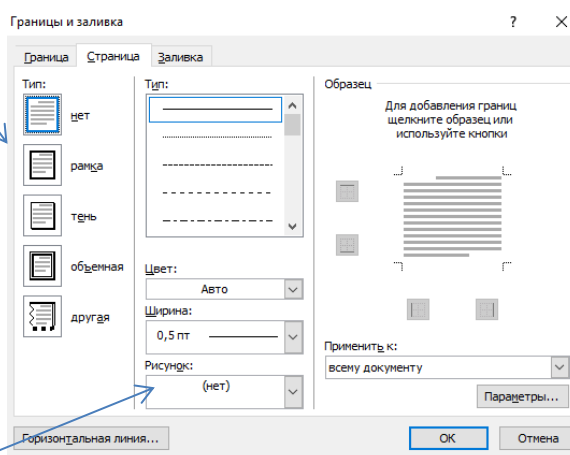 Границы и заливка
? ×
Граница Страница Заливка
Тип:
нет
рамка
тень
объемная
другая
Тип:
Цвет:
Авто
Ширина:
0,5 пт
Рисунок:
(нет)
Образец
Для добавления границ
щелкните образец или
используйте кнопки
Применить к:
всему документу
Параметры...
Горизонтальная линия...
ОК
Отмена